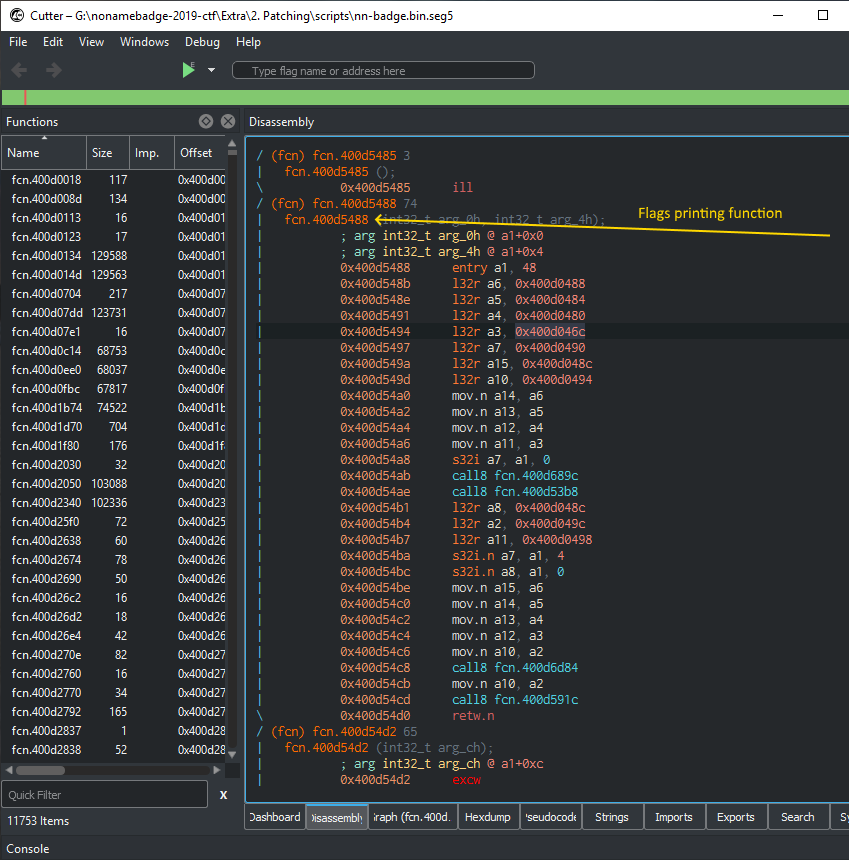 Cutter – G:\nonamebadge-2019-ctf\Extra\2. Patching\scripts\nn-badge.bin.seg5
File Edit View Windows Debug Help
Type flag name or address here
Functions
Name Size Imp. Offset
fcn.400d0018 117 0x400d00
fcn.400d008d 134 0x400d00
fcn.400d0113 16 0x400d01
fcn.400d0123 17 0x400d01
fcn.400d0134 129588 0x400d01
fcn.400d014d 129563 0x400d01
fcn.400d0704 217 0x400d07
fcn.400d07dd 123731 0x400d07
fcn.400d07e1 16 0x400d07
fcn.400d0c14 68753 0x400d0c
fcn.400d0ee0 68037 0x400d0e
fcn.400d0fbc 67817 0x400d0f
fcn.400d1b74 74522 0x400d1b
fcn.400d1d70 704 0x400d1d
fcn.400d1f80 176 0x400d1f
fcn.400d2030 32 0x400d20
fcn.400d2050 103088 0x400d20
fcn.400d2340 102336 0x400d23
fcn.400d25f0 72 0x400d25
fcn.400d2638 60 0x400d26
fcn.400d2674 78 0x400d26
fcn.400d2690 50 0x400d26
fcn.400d26c2 16 0x400d26
fcn.400d26d2 18 0x400d26
fcn.400d26e4 42 0x400d26
fcn.400d270e 82 0x400d27
fcn.400d2760 16 0x400d27
fcn.400d2770 34 0x400d27
fcn.400d2792 165 0x400d27
fcn.400d2837 1 0x400d28
fcn.400d2838 52 0x400d28
Quick Filter X
11753 Items
Console
Disassembly
/ (fcn) fcn.400d5485 3
| fcn.400d5485 ();
\ 0x400d5485 ill
/ (fcn) fcn.400d5488 74
| fcn.400d5488 (int32_t arg_0h, int32_t arg_4h);
Flags printing function
| ; arg int32_t arg_0h @ a1+0x0
| ; arg int32_t arg_4h @ a1+0x4
| 0x400d5488 entry a1, 48
| 0x400d548b l32r a6, 0x400d0488
| 0x400d548e l32r a5, 0x400d0484
| 0x400d5491 l32r a4, 0x400d0480
| 0x400d5494 l32r a3, 0x400d046c
| 0x400d5497 l32r a7, 0x400d0490
| 0x400d549a l32r a15, 0x400d048c
| 0x400d549d l32r a10, 0x400d0494
| 0x400d54a0 mov.n a14, a6
| 0x400d54a2 mov.n a13, a5
| 0x400d54a4 mov.n a12, a4
| 0x400d54a6 mov.n a11, a3
| 0x400d54a8 s32i a7, a1, 0
| 0x400d54ab call8 fcn.400d689c
| 0x400d54ae call8 fcn.400d53b8
| 0x400d54b1 l32r a8, 0x400d048c
| 0x400d54b4 l32r a2, 0x400d049c
| 0x400d54b7 l32r a11, 0x400d0498
| 0x400d54ba s32i.n a7, a1, 4
| 0x400d54bc s32i.n a8, a1, 0
| 0x400d54be mov.n a15, a6
| 0x400d54c0 mov.n a14, a5
| 0x400d54c2 mov.n a13, a4
| 0x400d54c4 mov.n a12, a3
| 0x400d54c6 mov.n a10, a2
| 0x400d54c8 call8 fcn.400d6d84
| 0x400d54cb mov.n a10, a2
| 0x400d54cd call8 fcn.400d591c
\ 0x400d54d0 retw.n
/ (fcn) fcn.400d54d2 65
| fcn.400d54d2 (int32_t arg_ch);
| ; arg int32_t arg_ch @ a1+0xc
| 0x400d54d2 excw
Dashboard Disassembly Graph (fcn.400d. Hexdump Pseudocode Strings Imports Exports Search Sy